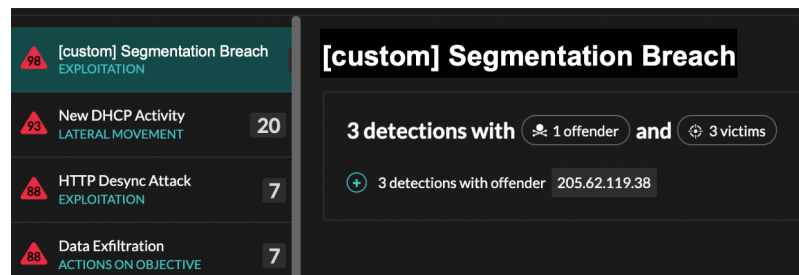 98
[custom] Segmentation Breach
EXPLOITATION
93
New DHCP Activity
LATERAL MOVEMENT
20
88
HTTP Desync Attack
EXPLOITATION
7
88
Data Exfiltration
ACTIONS ON OBJECTIVE
7
[custom] Segmentation Breach
3 detections with 1 offender and 3 victims
3 detections with offender 205.62.119.38